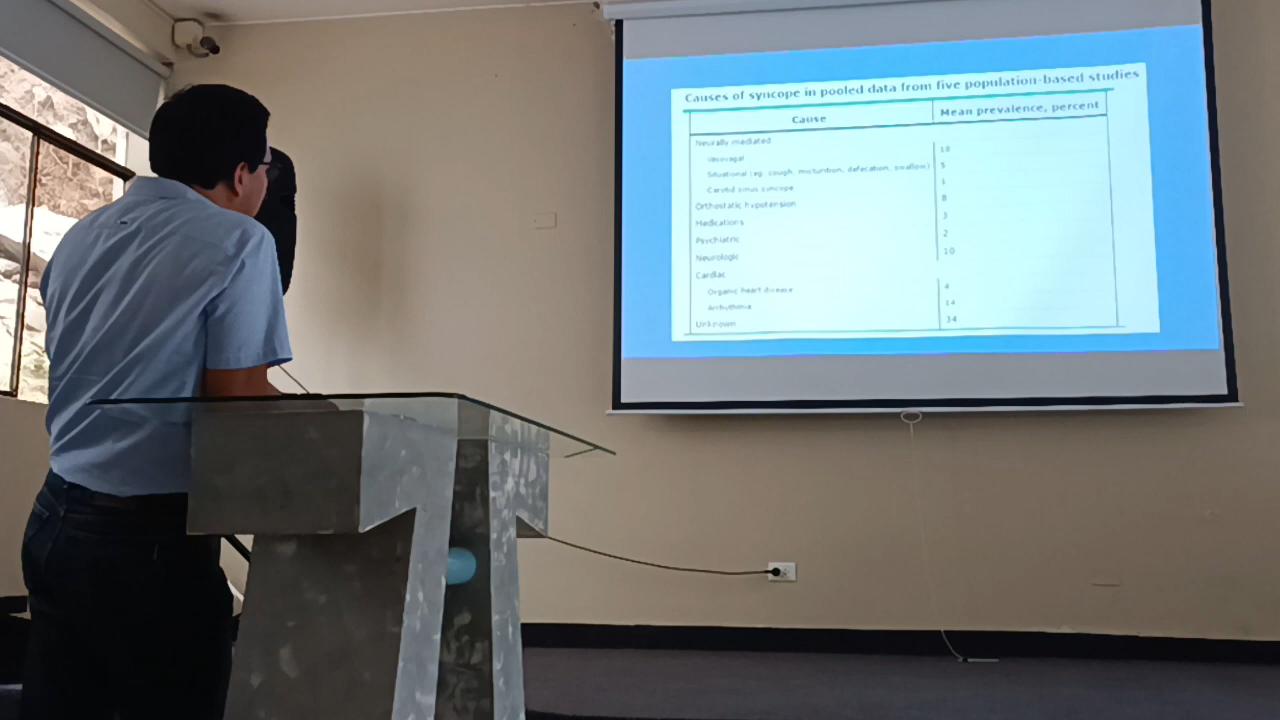 Causes of syncope in pooled data from five population-based studies
Cause Mean prevalence, percent
Neurally mediated
Vasovagal 18
Situational (eg, cough, micturition, defecation, swallow) 5
Carotid sinus syncope 1
Orthostatic hypotension 8
Medications 3
Psychiatric 2
Neurologic 10
Cardiac
Organic heart disease 4
Arrhythmia 14
Unknown 34